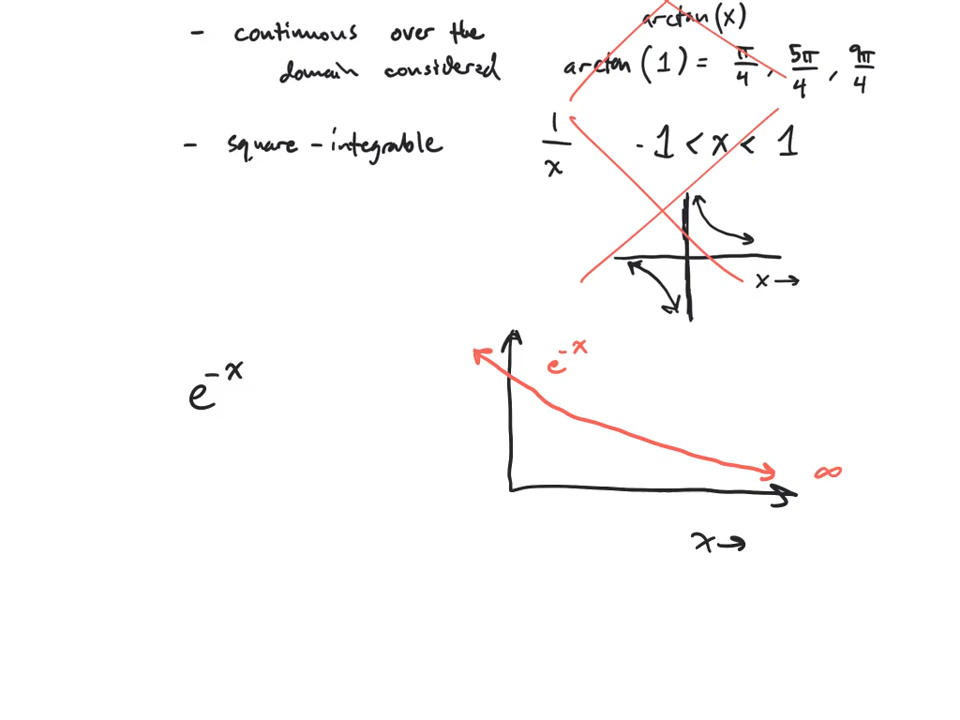 arctan(x)
- continuous over the
domain considered
arctan (1) = π/4, 5π/4, 9π/4
- square-integrable
1/x
- 1 < x < 1
x →
e^-x
e^-x
∞
x →